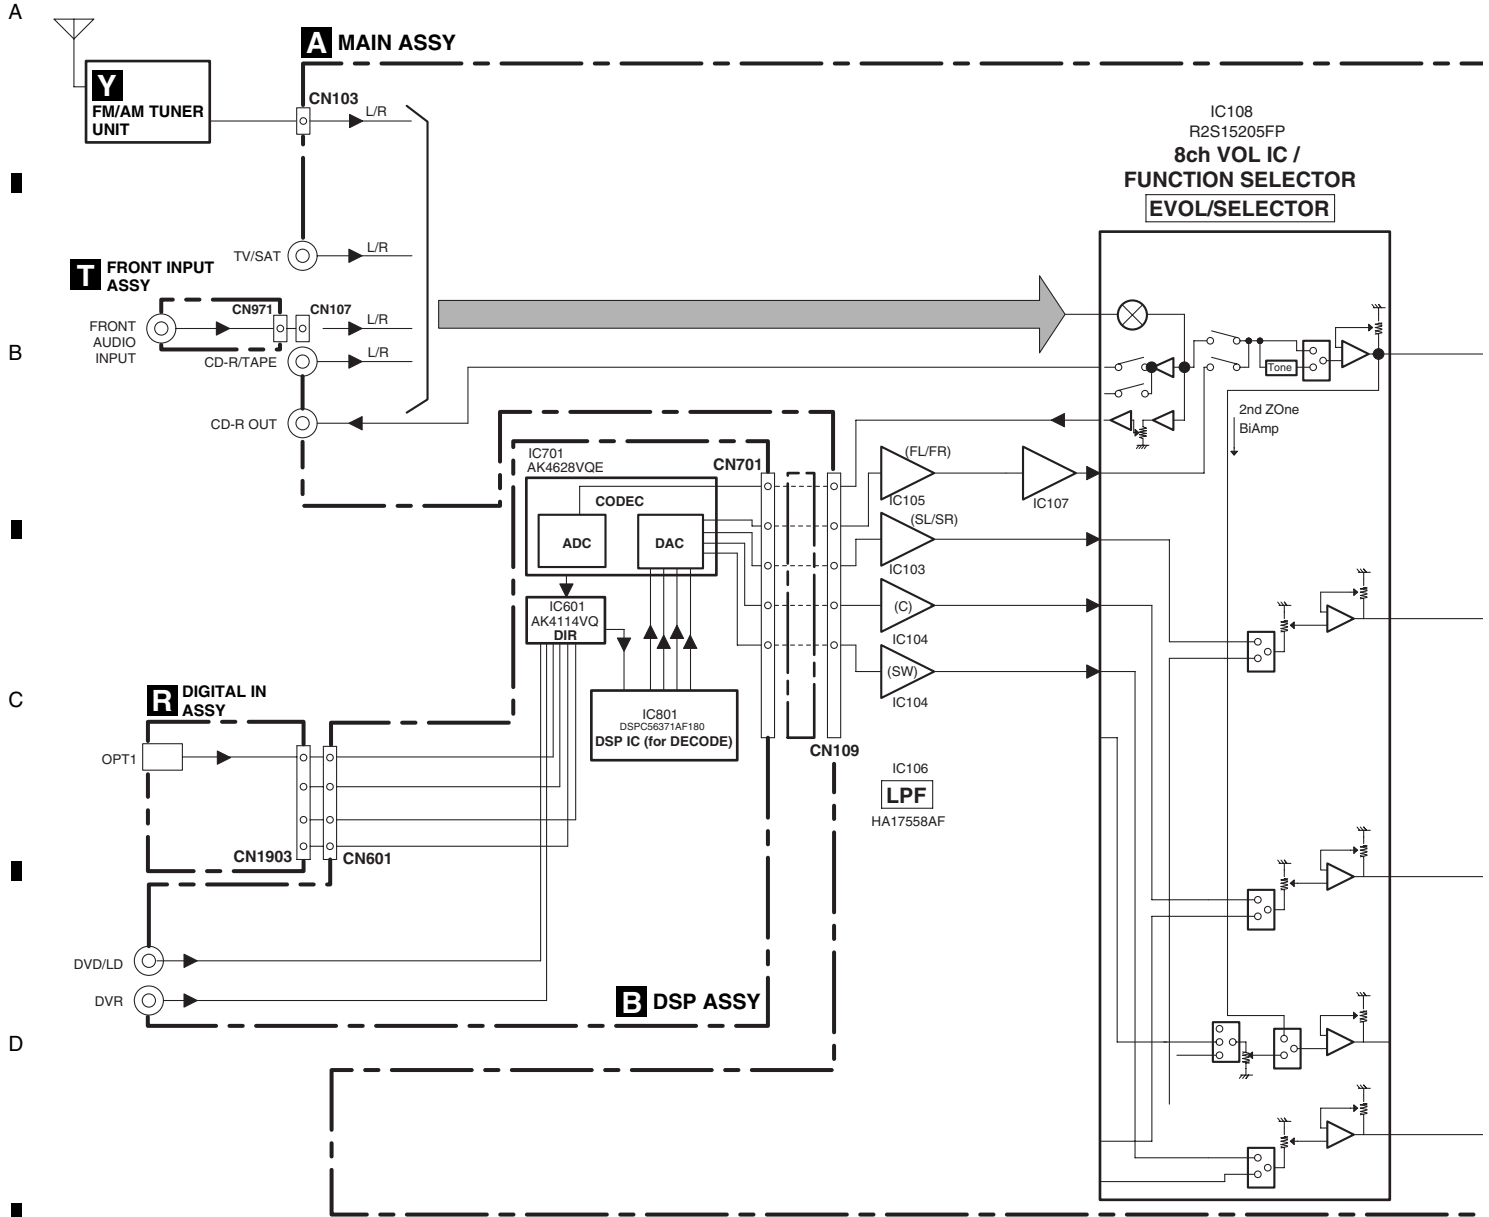 A
A MAIN ASSY
Y
FM/AM TUNER
UNIT
CN103
L/R
IC108
R2S15205FP
8ch VOL IC /
FUNCTION SELECTOR
EVOL/SELECTOR
TV/SAT
L/R
T FRONT INPUT
ASSY
CN971
CN107
L/R
FRONT
AUDIO
INPUT
B
CD-R/TAPE
L/R
Tone
CD-R OUT
2nd ZOne
BiAmp
IC701
AK4628VQE
CN701
CODEC
ADC
DAC
(FL/FR)
IC105
IC107
(SL/SR)
IC103
IC601
AK4114VQ
DIR
(C)
IC104
(SW)
IC104
C
R DIGITAL IN
ASSY
IC801
DSPC56371AF180
DSP IC (for DECODE)
OPT1
CN109
IC106
LPF
HA17558AF
CN1903
CN601
DVD/LD
DVR
B DSP ASSY
D